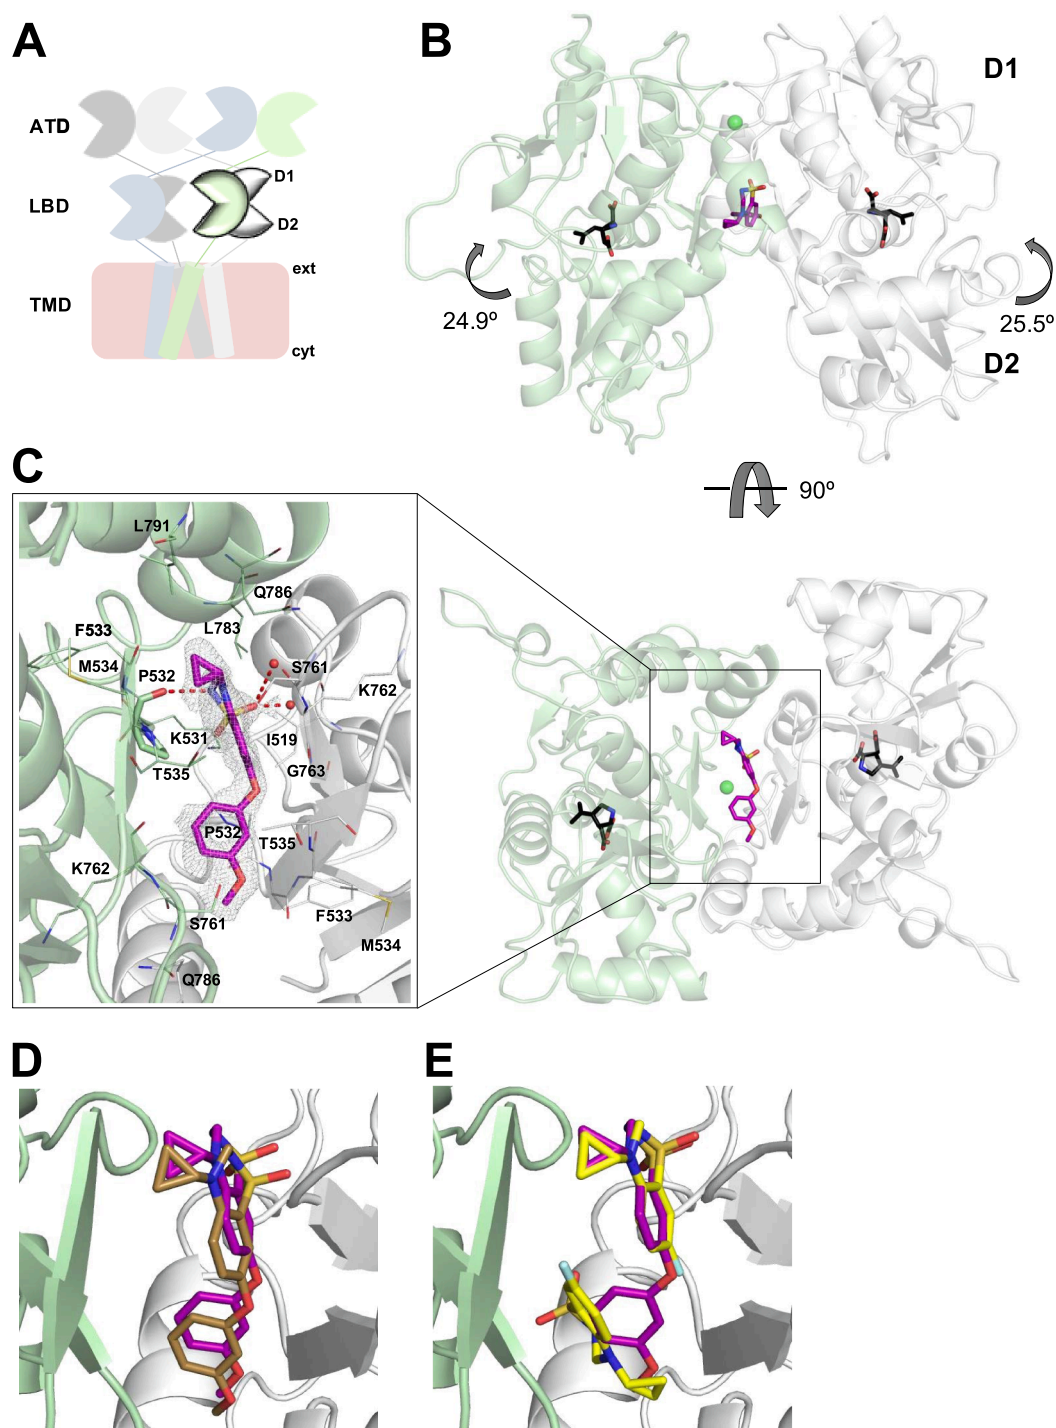 A
ATD
LBD
D1
D2
TMD
ext
cyt
B
D1
24.9º
25.5º
D2
90º
C
L791
Q786
L783
F533
M534
P532
S761
K762
K531
I519
T535
G763
P532
T535
K762
S761
F533
M534
Q786
D
E